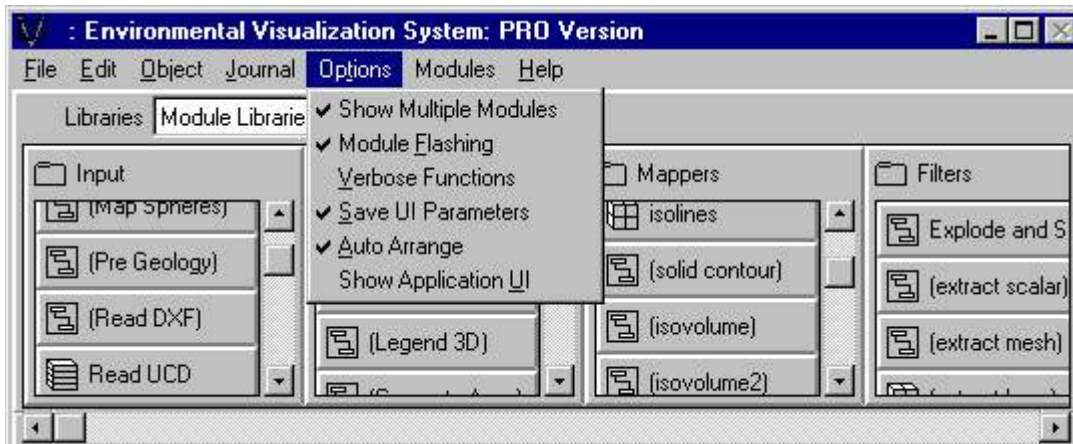 : Environmental Visualization System: PRO Version
File Edit Object Journal Options Modules Help
Libraries Module Librarie
Show Multiple Modules
Module Flashing
Verbose Functions
Save UI Parameters
Auto Arrange
Show Application UI
Input
(Map Spheres)
(Pre Geology)
(Read DXF)
Read UCD
(Legend 3D)
Mappers
isolines
(solid contour)
(isovolume)
(isovolume2)
Filters
Explode and S
(extract scalar)
(extract mesh)